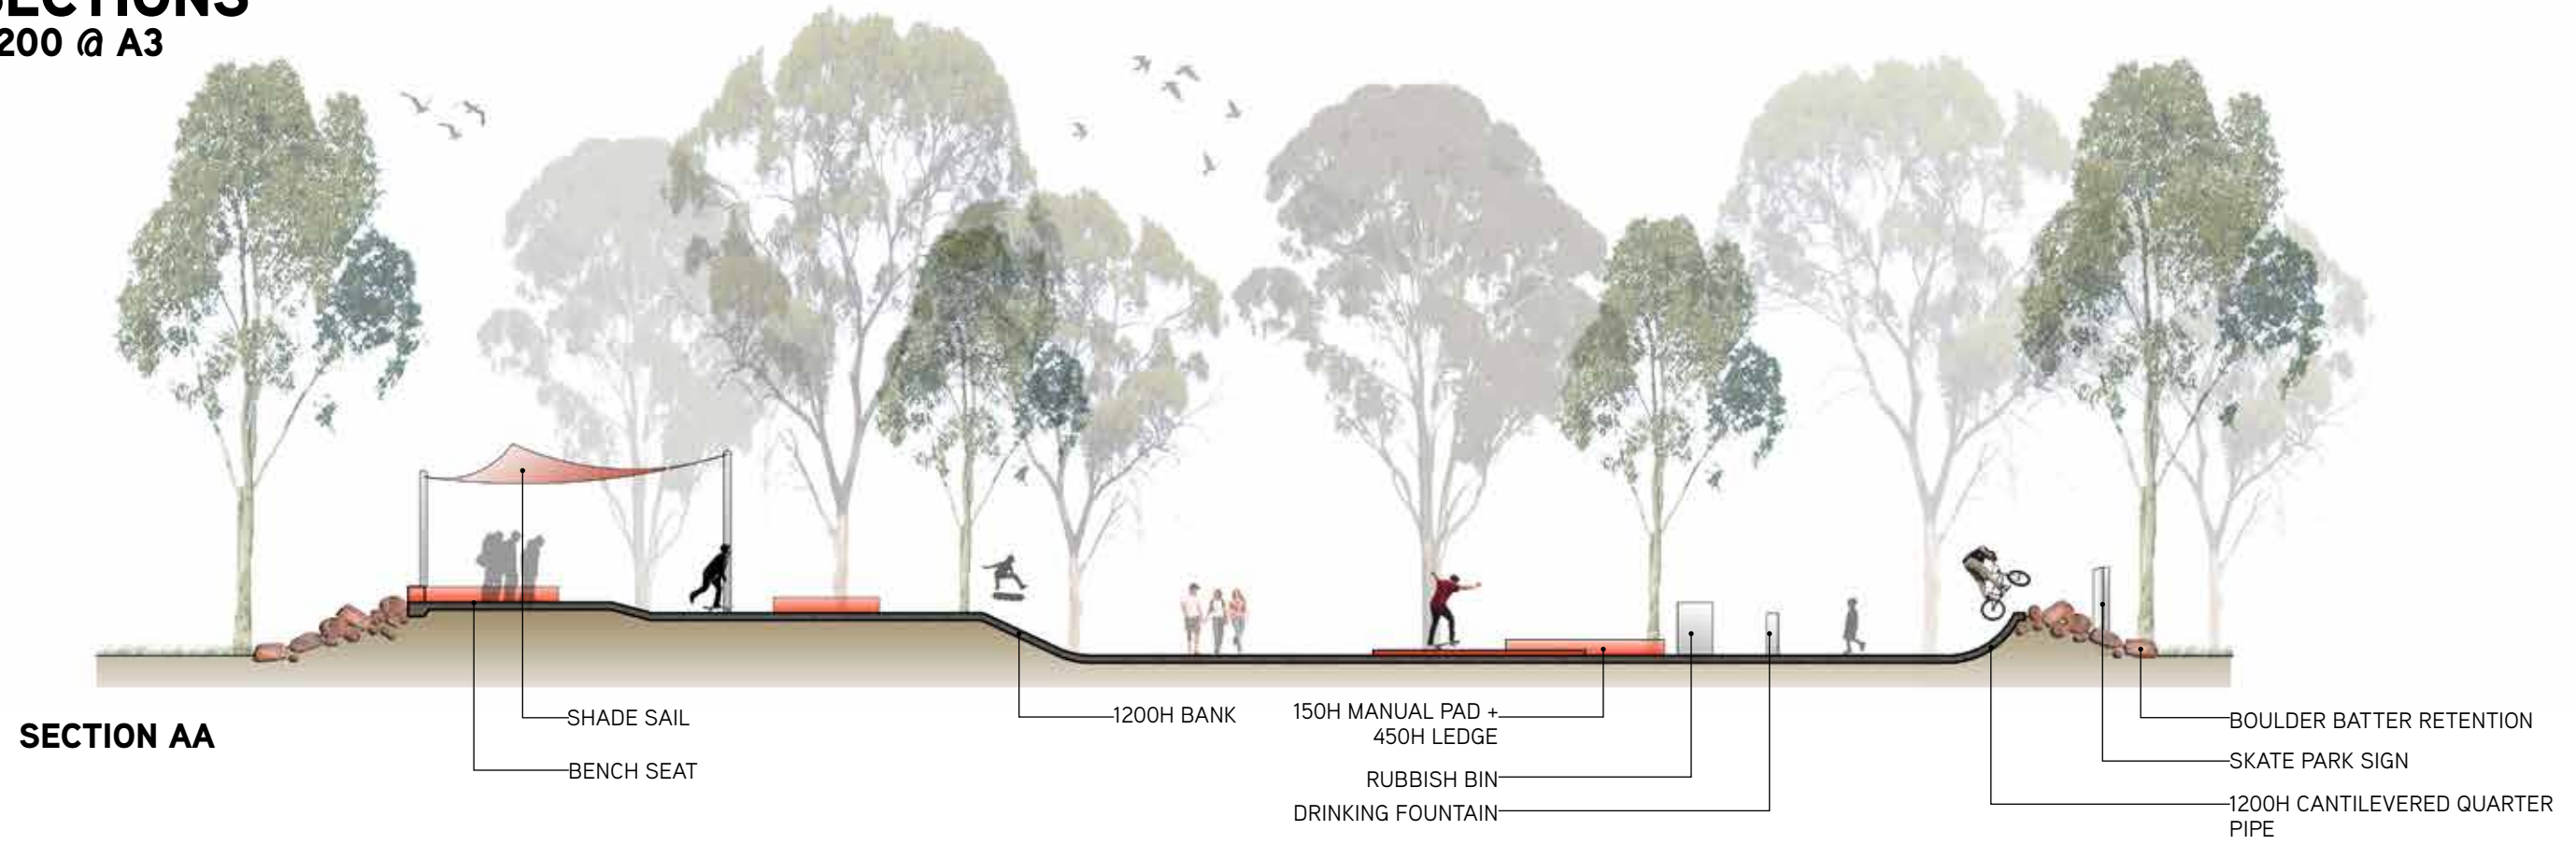 SECTIONS
200 @ A3
SHADE SAIL
BENCH SEAT
1200H BANK
150H MANUAL PAD +
450H LEDGE
RUBBISH BIN
DRINKING FOUNTAIN
BOULDER BATTER RETENTION
SKATE PARK SIGN
1200H CANTILEVERED QUARTER
PIPE
SECTION AA